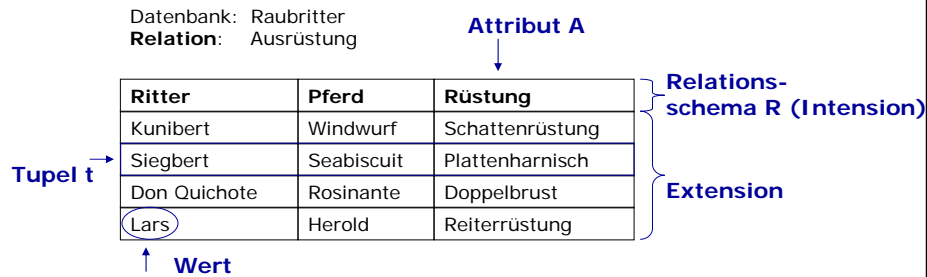 Datenbank: Raubritter
Relation: Ausrüstung
Attribut A
Ritter Pferd Rüstung
Relations-
schema R (Intension)
Kunibert Windwurf Schattenrüstung
Tupel t
Siegbert Seabiscuit Plattenharnisch
Don Quichote Rosinante Doppelbrust
Extension
Lars Herold Reiterrüstung
Wert